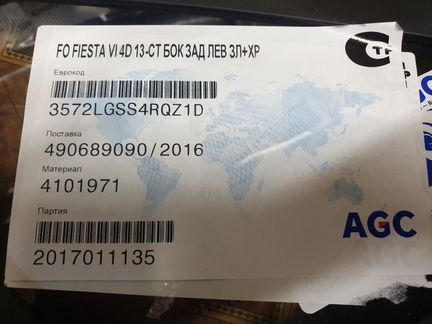 FO FIESTA VI 4D 13-СТ БОК ЗАД ЛЕВ ЗЛ+ХР
Еврокод
3572LGSS4RQZ1D
Поставка
490689090/2016
Материал
4101971
Партия
2017011135
AGC